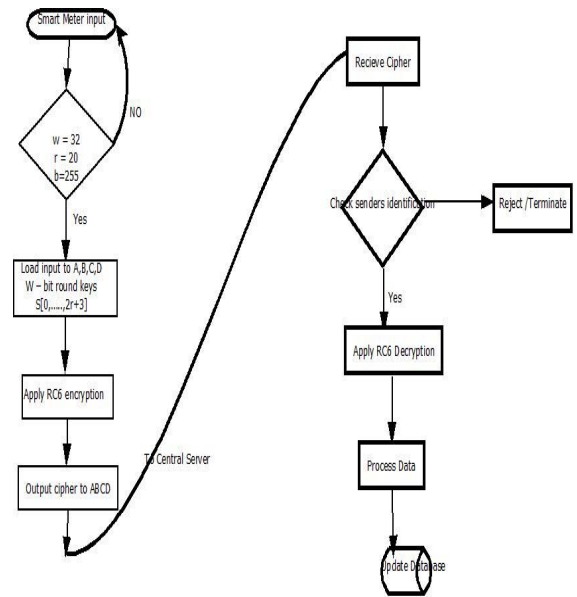 Smart Meter input
NO
w = 32
r = 20
b=255
Yes
Load input to A,B,C,D
W – bit round keys
S[0,.....,2r+3]
Apply RC6 encryption
Output cipher to ABCD
To Central Server
Recieve Cipher
Check senders identification
Reject /Terminate
Yes
Apply RC6 Decryption
Process Data
Update Database